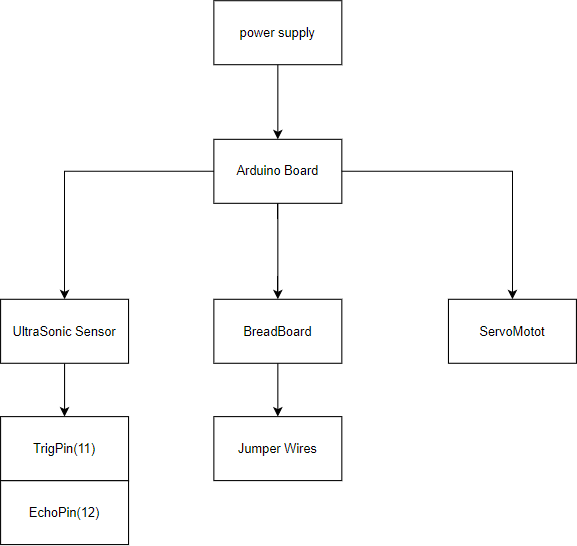 power supply
Arduino Board
UltraSonic Sensor
BreadBoard
ServoMotot
TrigPin(11)
Jumper Wires
EchoPin(12)